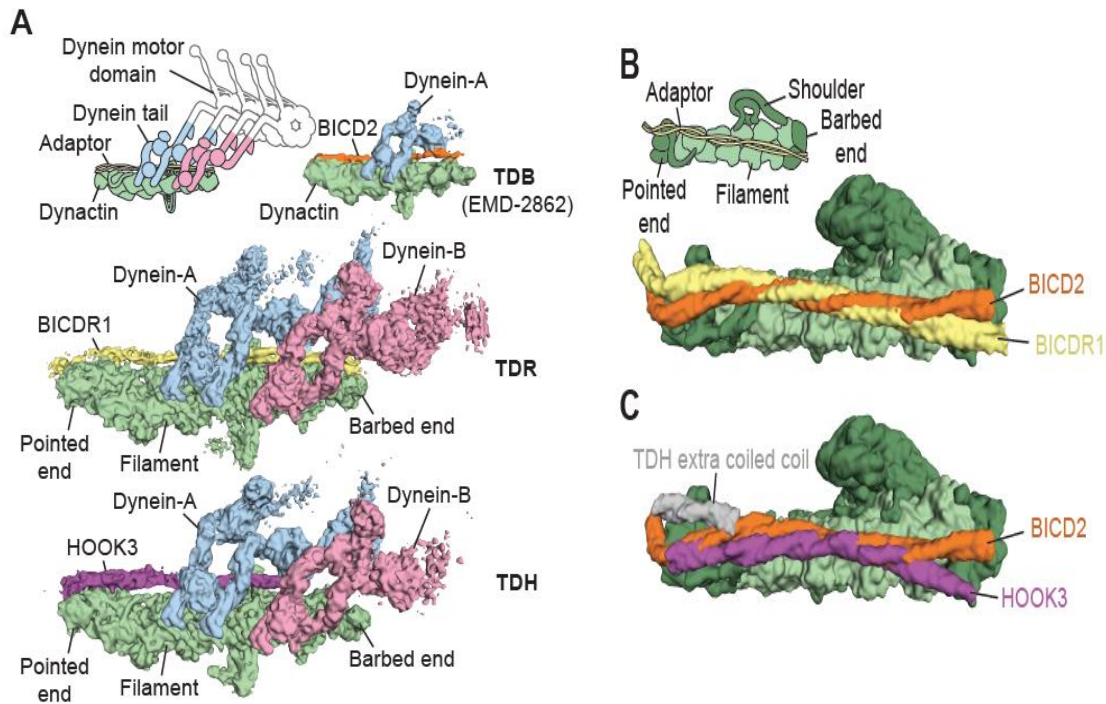 A
Dynein motor
domain
Dynein tail
Adaptor
Dynactin
Dynein-A
BICD2
Dynactin
TDB
(EMD-2862)
Dynein-A
Dynein-B
BICDR1
TDR
Pointed
end
Filament
Barbed end
Dynein-A
Dynein-B
HOOK3
TDH
Pointed
end
Filament
Barbed end
B
Adaptor
Shoulder
Barbed
end
Pointed
end
Filament
BICD2
BICDR1
C
TDH extra coiled coil
BICD2
HOOK3